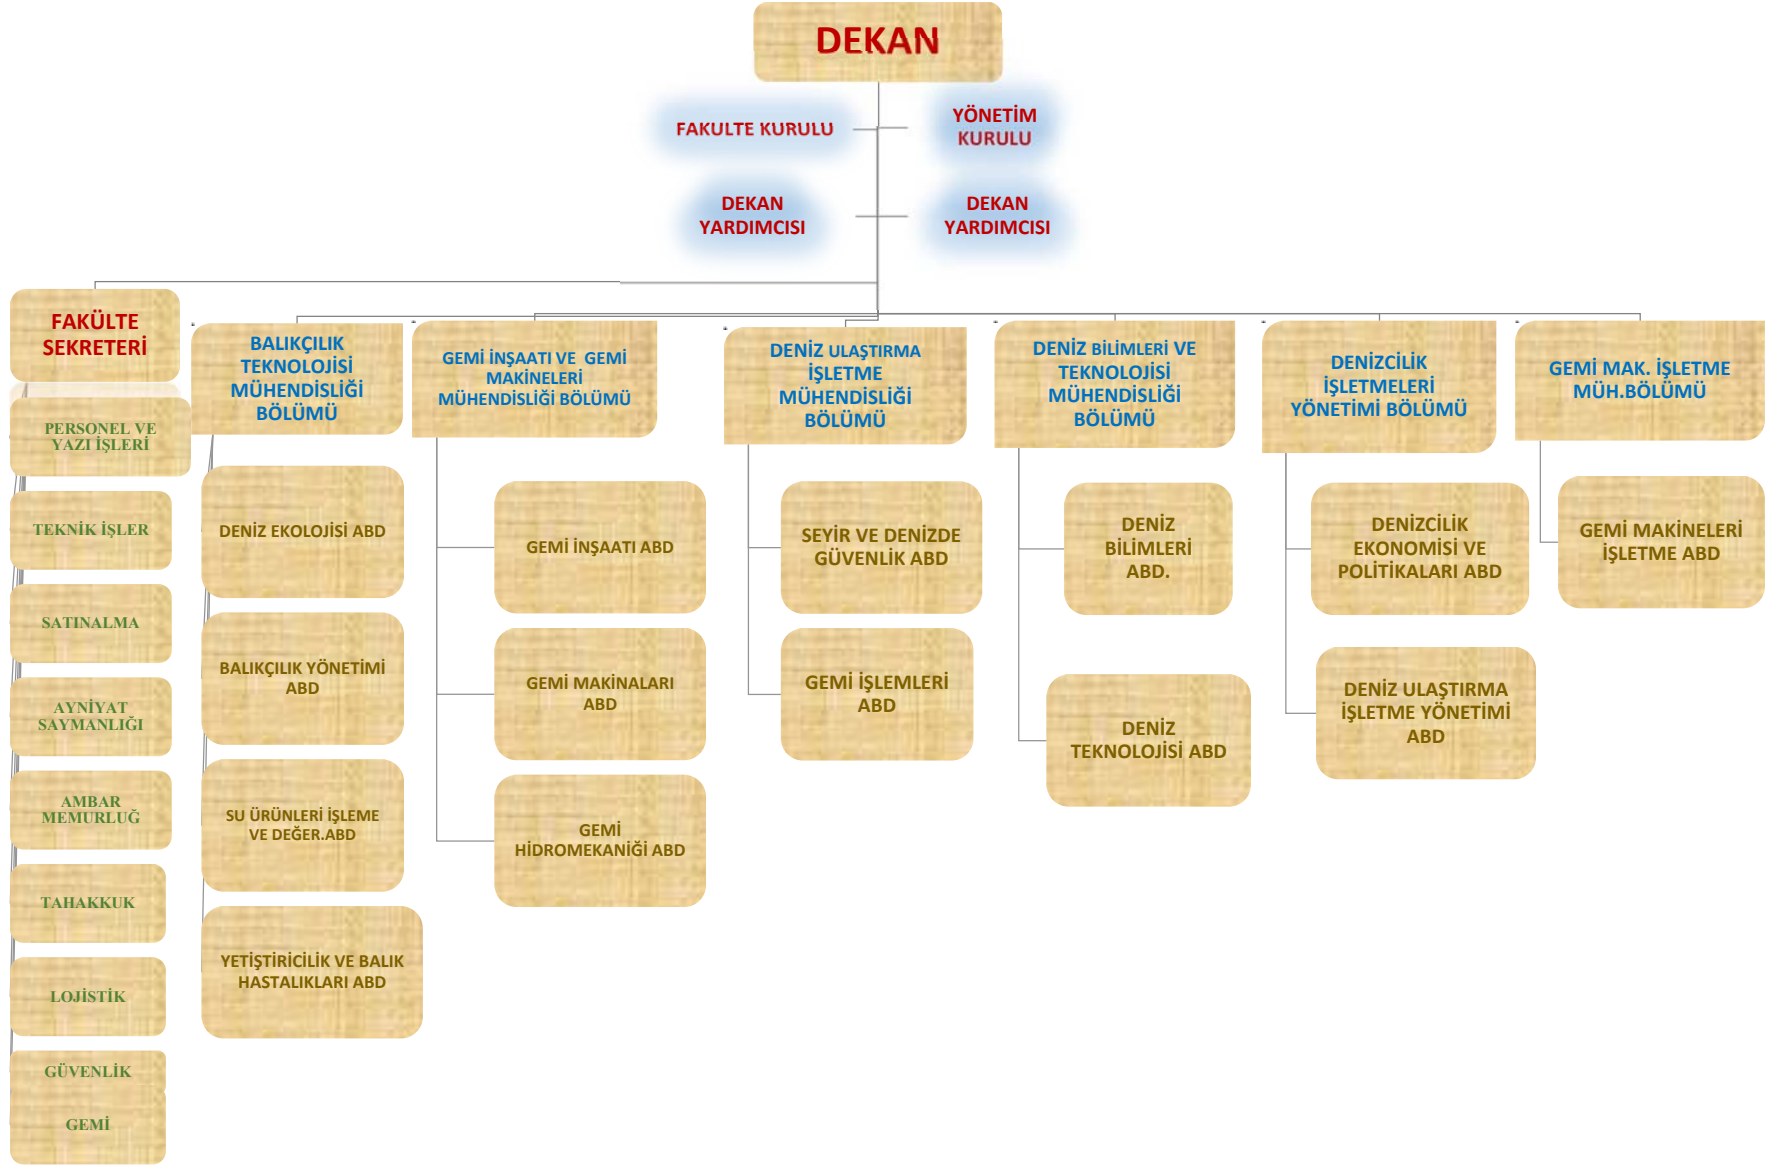 DEKAN
FAKULTE KURULU
YÖNETİM
KURULU
DEKAN
YARDIMCISI
DEKAN
YARDIMCISI
FAKÜLTE
SEKRETERİ
PERSONEL VE
YAZI İŞLERİ
TEKNİK İŞLER
SATINALMA
AYNİYAT
SAYMANLIĞI
AMBAR
MEMURLUĞ
TAHAKKUK
LOJİSTİK
GÜVENLİK
GEMİ
BALIKÇILIK
TEKNOLOJİSİ
MÜHENDİSLİĞİ
BÖLÜMÜ
DENİZ EKOLOJİSİ ABD
BALIKÇILIK YÖNETİMİ
ABD
SU ÜRÜNLERİ İŞLEME
VE DEĞER.ABD
YETİŞTİRİCİLİK VE BALIK
HASTALIKLARI ABD
GEMİ İNŞAATI VE GEMİ
MAKİNELERİ
MÜHENDİSLİĞİ BÖLÜMÜ
GEMİ İNŞAATI ABD
GEMİ MAKİNALARI
ABD
GEMİ
HİDROMEKANİĞİ ABD
DENİZ ULAŞTIRMA
İŞLETME
MÜHENDİSLİĞİ
BÖLÜMÜ
SEYİR VE DENİZDE
GÜVENLİK ABD
GEMİ İŞLEMLERİ
ABD
DENİZ BİLİMLERİ VE
TEKNOLOJİSİ
MÜHENDİSLİĞİ
BÖLÜMÜ
DENİZ
BİLİMLERİ
ABD.
DENİZ
TEKNOLOJİSİ ABD
DENİZCİLİK
İŞLETMELERİ
YÖNETİMİ BÖLÜMÜ
DENİZCİLİK
EKONOMİSİ VE
POLİTİKALARI ABD
DENİZ ULAŞTIRMA
İŞLETME YÖNETİMİ
ABD
GEMİ MAK. İŞLETME
MÜH.BÖLÜMÜ
GEMİ MAKİNELERİ
İŞLETME ABD